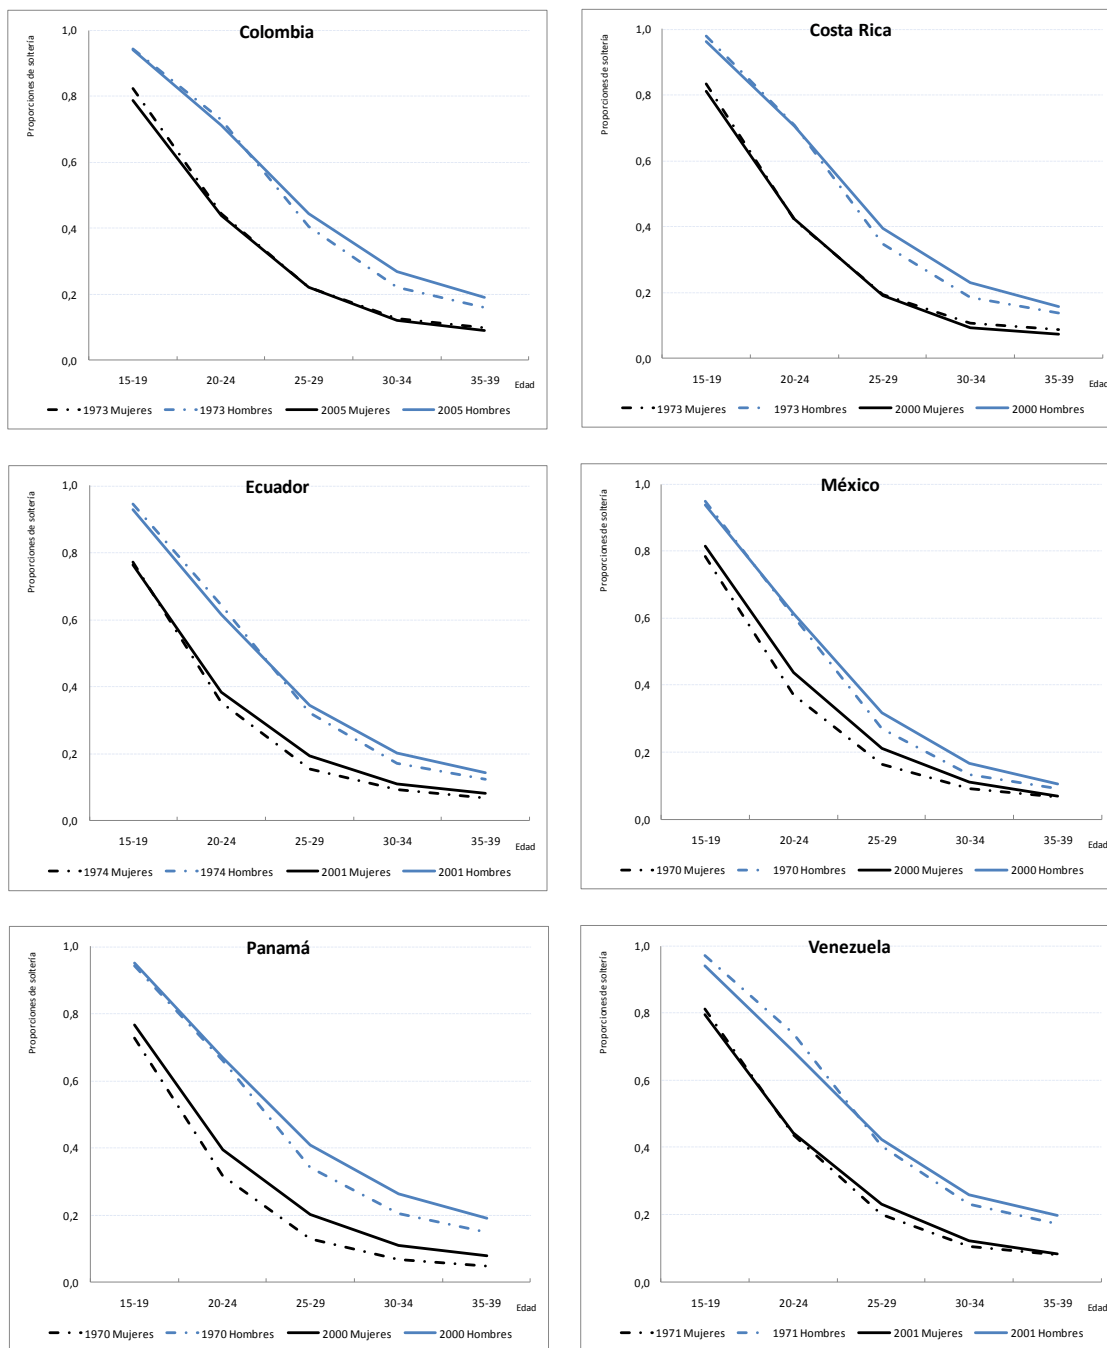 Colombia
Proporciones de soltería
1,0
0,8
0,6
0,4
0,2
0,0
15-19 20-24 25-29 30-34 35-39 Edad
1973 Mujeres 1973 Hombres 2005 Mujeres 2005 Hombres
Costa Rica
Proporciones de soltería
1,0
0,8
0,6
0,4
0,2
0,0
15-19 20-24 25-29 30-34 35-39 Edad
1973 Mujeres 1973 Hombres 2000 Mujeres 2000 Hombres
Ecuador
Proporciones de soltería
1,0
0,8
0,6
0,4
0,2
0,0
15-19 20-24 25-29 30-34 35-39 Edad
1974 Mujeres 1974 Hombres 2001 Mujeres 2001 Hombres
México
Proporciones de soltería
1,0
0,8
0,6
0,4
0,2
0,0
15-19 20-24 25-29 30-34 35-39 Edad
1970 Mujeres 1970 Hombres 2000 Mujeres 2000 Hombres
Panamá
Proporciones de soltería
1,0
0,8
0,6
0,4
0,2
0,0
15-19 20-24 25-29 30-34 35-39 Edad
1970 Mujeres 1970 Hombres 2000 Mujeres 2000 Hombres
Venezuela
Proporciones de soltería
1,0
0,8
0,6
0,4
0,2
0,0
15-19 20-24 25-29 30-34 35-39 Edad
1971 Mujeres 1971 Hombres 2001 Mujeres 2001 Hombres